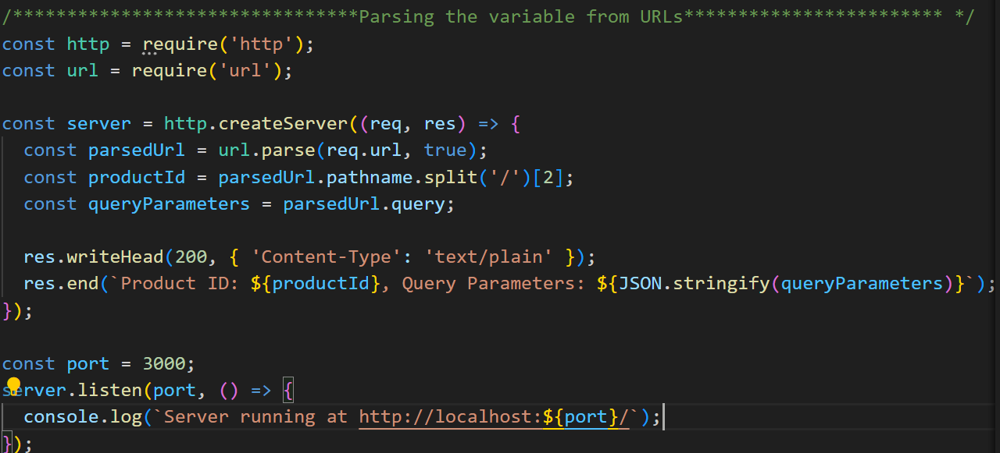 /********************************Parsing the variable from URLs************************ */
const http = require('http');
const url = require('url');
const server = http.createServer((req, res) => {
  const parsedUrl = url.parse(req.url, true);
  const productId = parsedUrl.pathname.split('/')[2];
  const queryParameters = parsedUrl.query;
  res.writeHead(200, { 'Content-Type': 'text/plain' });
  res.end(`Product ID: ${productId}, Query Parameters: ${JSON.stringify(queryParameters)}`);
});
const port = 3000;
server.listen(port, () => {
  console.log(`Server running at http://localhost:${port}/`);
});